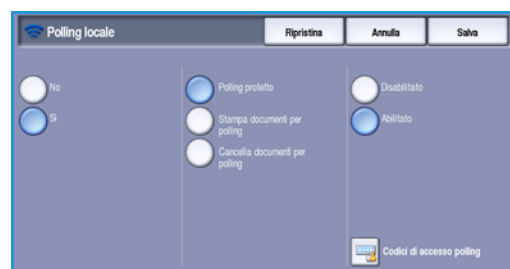 Polling locale
Ripristina
Annulla
Salva
No
Sì
Polling protetto
Stampa documenti per
polling
Cancella documenti per
polling
Disabilitato
Abilitato
Codici di accesso polling